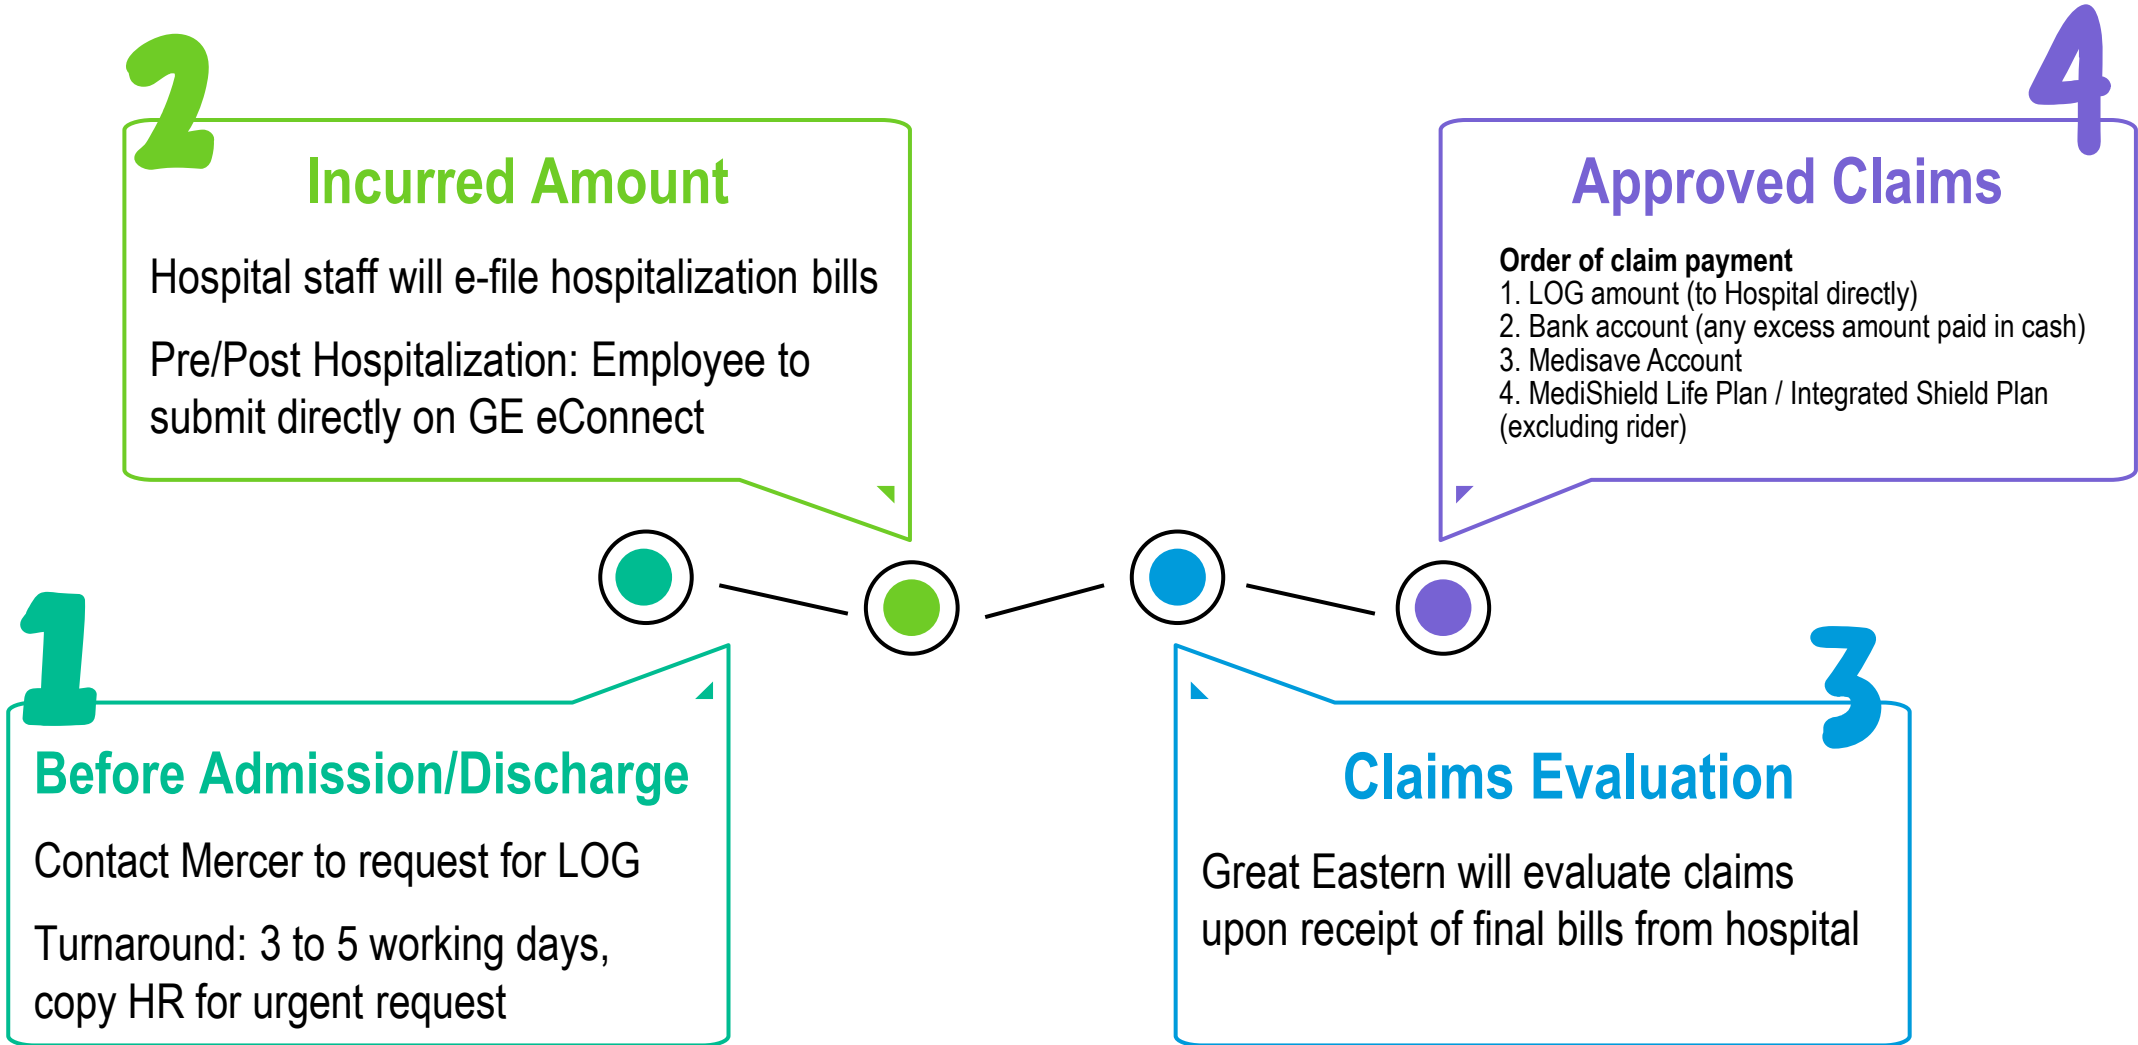 1
Before Admission/Discharge
Contact Mercer to request for LOG
Turnaround: 3 to 5 working days,
copy HR for urgent request
2
Incurred Amount
Hospital staff will e-file hospitalization bills
Pre/Post Hospitalization: Employee to
submit directly on GE eConnect
3
Claims Evaluation
Great Eastern will evaluate claims
upon receipt of final bills from hospital
4
Approved Claims
Order of claim payment
1. LOG amount (to Hospital directly)
2. Bank account (any excess amount paid in cash)
3. Medisave Account
4. MediShield Life Plan / Integrated Shield Plan
(excluding rider)